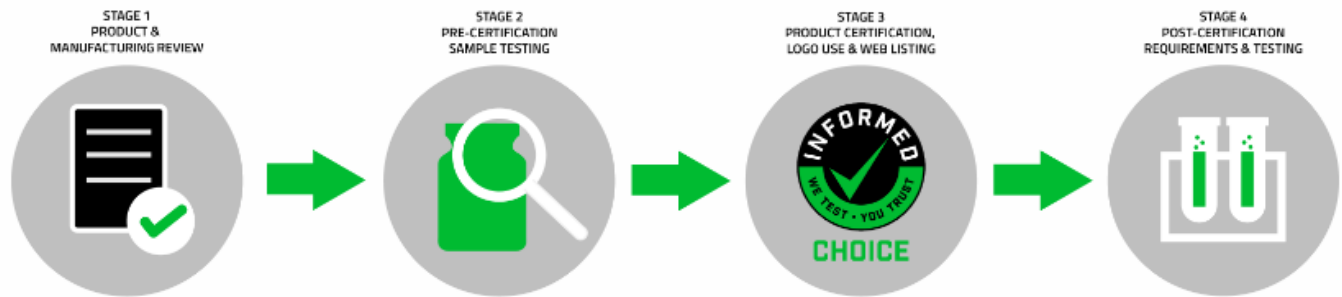 STAGE 1
PRODUCT &
MANUFACTURING REVIEW
STAGE 2
PRE-CERTIFICATION
SAMPLE TESTING
STAGE 3
PRODUCT CERTIFICATION,
LOGO USE & WEB LISTING
STAGE 4
POST-CERTIFICATION
REQUIREMENTS & TESTING
INFORMED
WE TEST • YOU TRUST
CHOICE